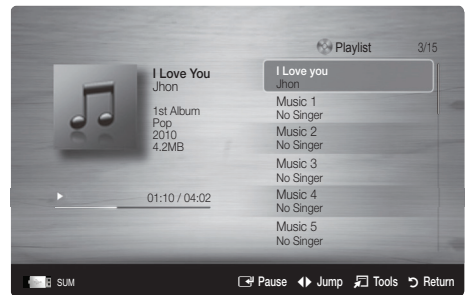 Playlist 3/15
I Love You
Jhon
1st Album
Pop
2010
4.2MB
01:10 / 04:02
I Love you
Jhon
Music 1
No Singer
Music 2
No Singer
Music 3
No Singer
Music 4
No Singer
Music 5
No Singer
SUM
Pause Jump Tools Return